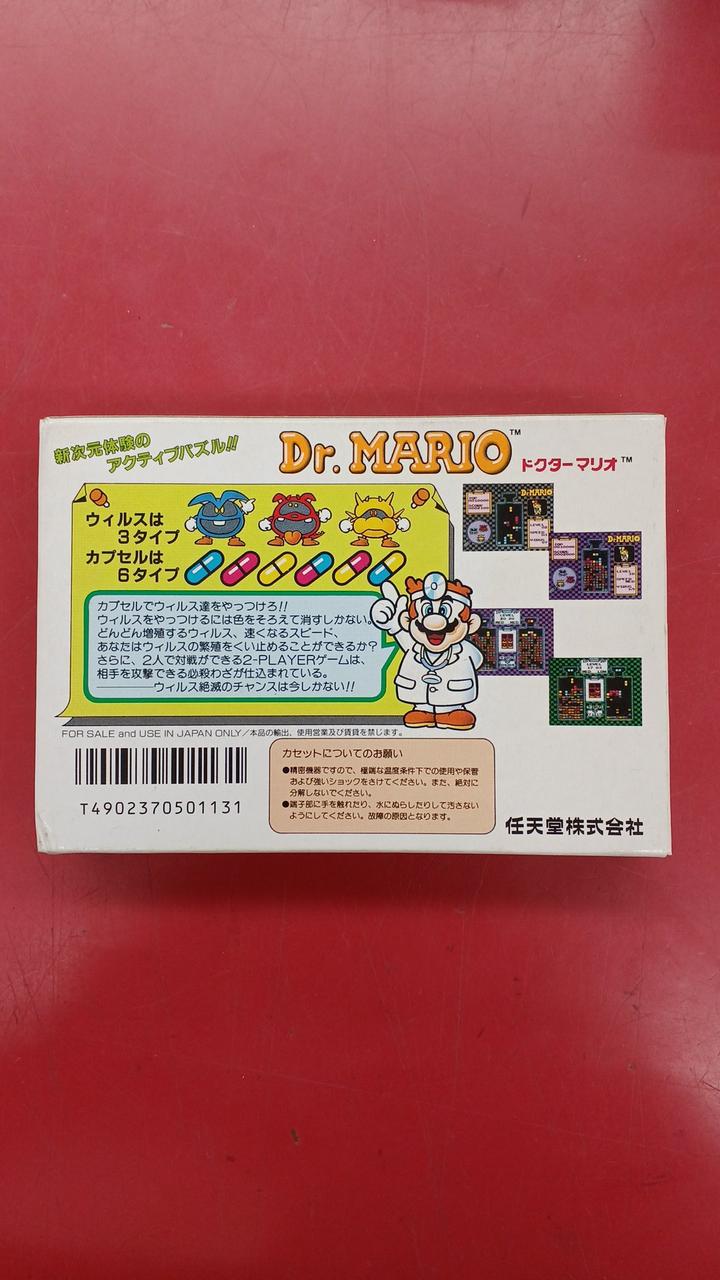 新次元体験の
アクティブパズル!!
Dr. MARIO™
ドクターマリオ™
ウィルスは
3タイプ
カプセルは
6タイプ
カプセルでウィルス達をやっつけろ!!
ウィルスをやっつけるには色をそろえて消すしかない。
どんどん増殖するウィルス、速くなるスピード、
あなたはウィルスの繁殖をくい止めることができるか?
さらに、2人で対戦ができる2-PLAYERゲームは、
相手を攻撃できる必殺わざが仕込まれている。
————ウィルス絶滅のチャンスは今しかない!!
Dr.MARIO
Dr.MARIO
FOR SALE and USE IN JAPAN ONLY/本品の輸出、使用営業及び賃貸を禁じます。
T4902370501131
カセットについてのお願い
●精密機器ですので、極端な温度条件下での使用や保管
および強いショックをさけてください。また、絶対に
分解しないでください。
●端子部に手を触れたり、水にぬらしたりして汚さない
ようにしてください。故障の原因となります。
任天堂株式会社